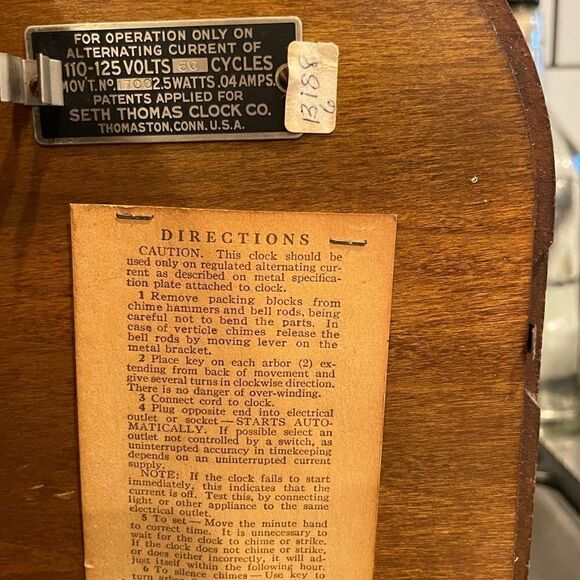 FOR OPERATION ONLY ON
ALTERNATING CURRENT OF
110-125 VOLTS 60 CYCLES
MOV'T. NO. 1700 2.5 WATTS .04 AMPS.
PATENTS APPLIED FOR
SETH THOMAS CLOCK CO.
THOMASTON, CONN. U.S.A.
B188
6
DIRECTIONS
CAUTION. This clock should be
used only on regulated alternating cur-
rent as described on metal specifica-
tion plate attached to clock.
1 Remove packing blocks from
chime hammers and bell rods, being
careful not to bend the parts. In
case of verticle chimes release the
bell rods by moving lever on the
metal bracket.
2 Place key on each arbor (2) ex-
tending from back of movement and
give several turns in clockwise direction.
There is no danger of over-winding.
3 Connect cord to clock.
4 Plug opposite end into electrical
outlet or socket — STARTS AUTO-
MATICALLY. If possible select an
outlet not controlled by a switch, as
uninterrupted accuracy in timekeeping
depends on an uninterrupted current
supply.
NOTE: If the clock fails to start
immediately, this indicates that the
current is off. Test this, by connecting
light or other appliance to the same
electrical outlet.
5 To set — Move the minute hand
to correct time. It is unnecessary to
wait for the clock to chime or strike.
If the clock does not chime or strike,
or does either incorrectly, it will ad-
just itself within the following hour.
6 To silence chimes — Use key to
turn